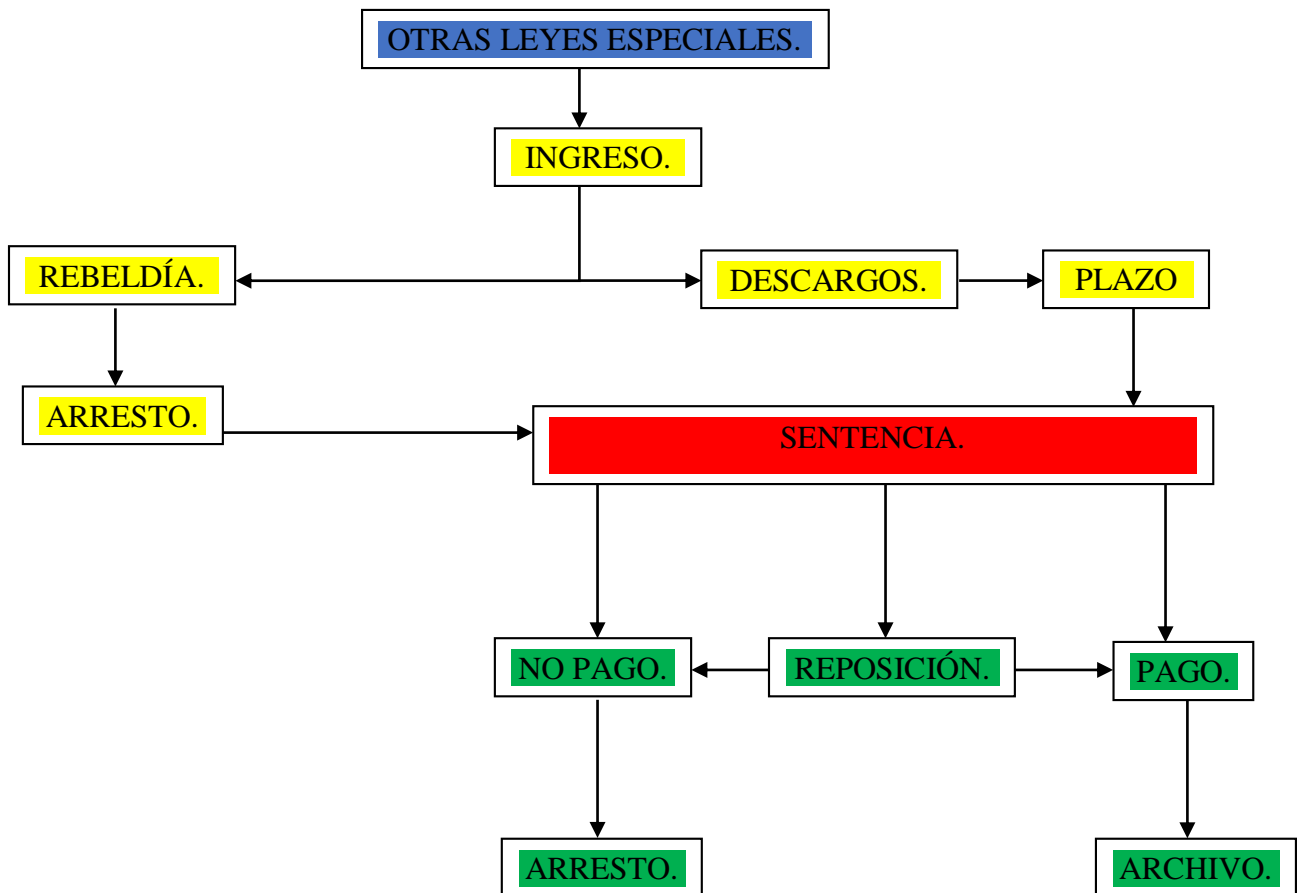 OTRAS LEYES ESPECIALES.
INGRESO.
REBELDÍA.
DESCARGOS.
PLAZO
ARRESTO.
SENTENCIA.
NO PAGO.
REPOSICIÓN.
PAGO.
ARRESTO.
ARCHIVO.